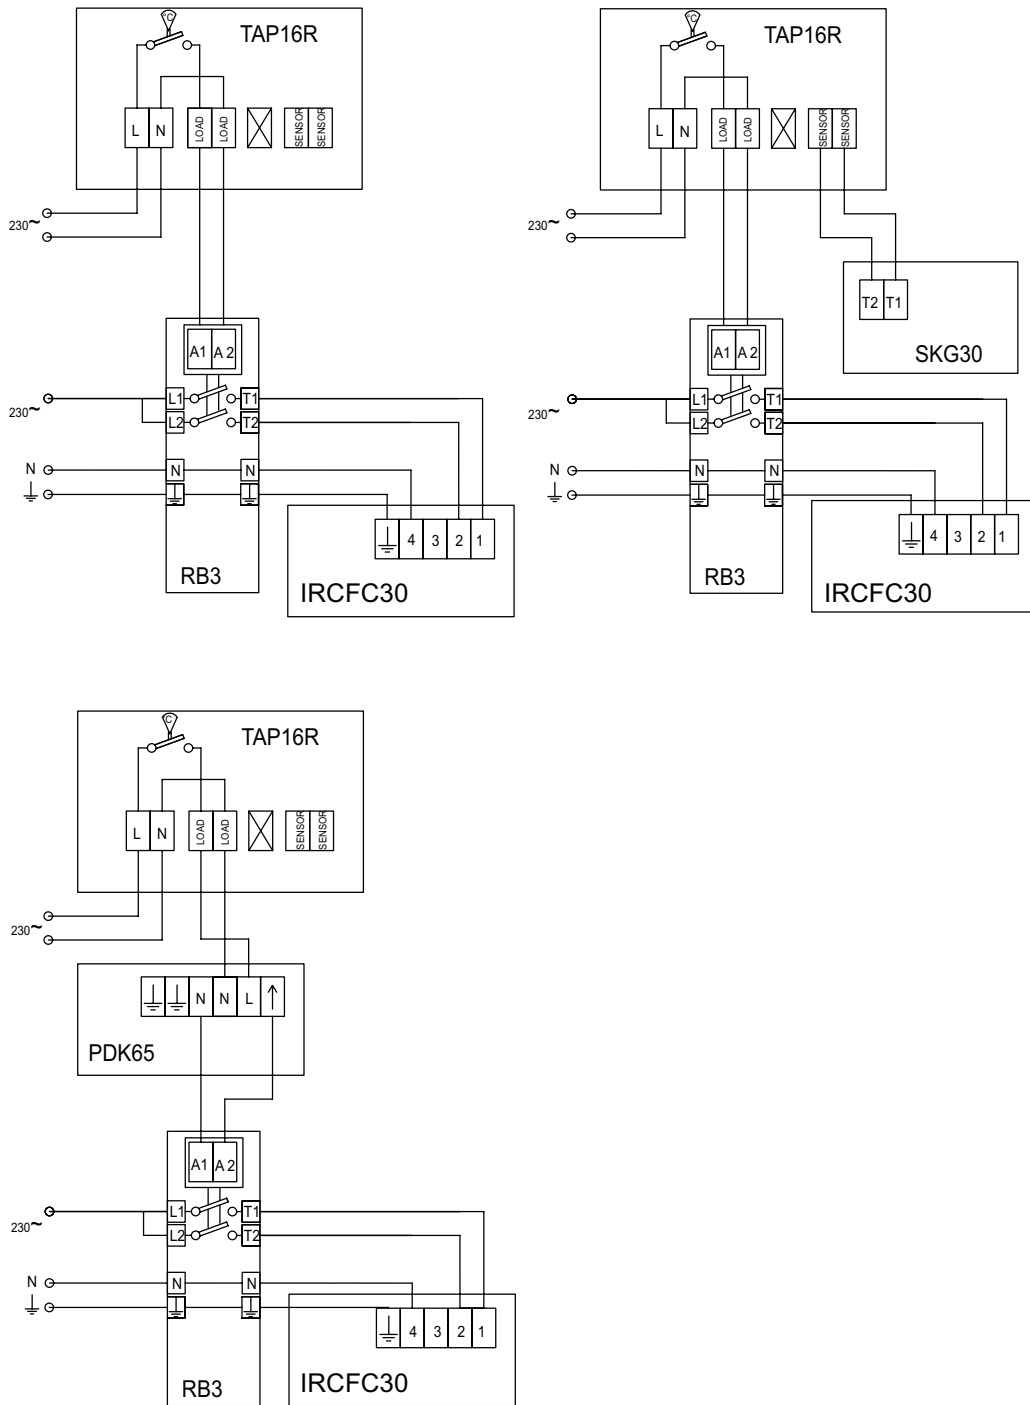 °C
TAP16R
L N LOAD LOAD SENSOR SENSOR
230~
A1 A2
230~ L1 T1
L2 T2
N N N
4 3 2 1
RB3
IRCFC30
°C
TAP16R
L N LOAD LOAD SENSOR SENSOR
230~
T2 T1
SKG30
A1 A2
230~ L1 T1
L2 T2
N N N
4 3 2 1
RB3
IRCFC30
C
TAP16R
L N LOAD LOAD SENSOR SENSOR
230~
N N L ↑
PDK65
A1 A2
230~ L1 T1
L2 T2
N N N
4 3 2 1
RB3
IRCFC30